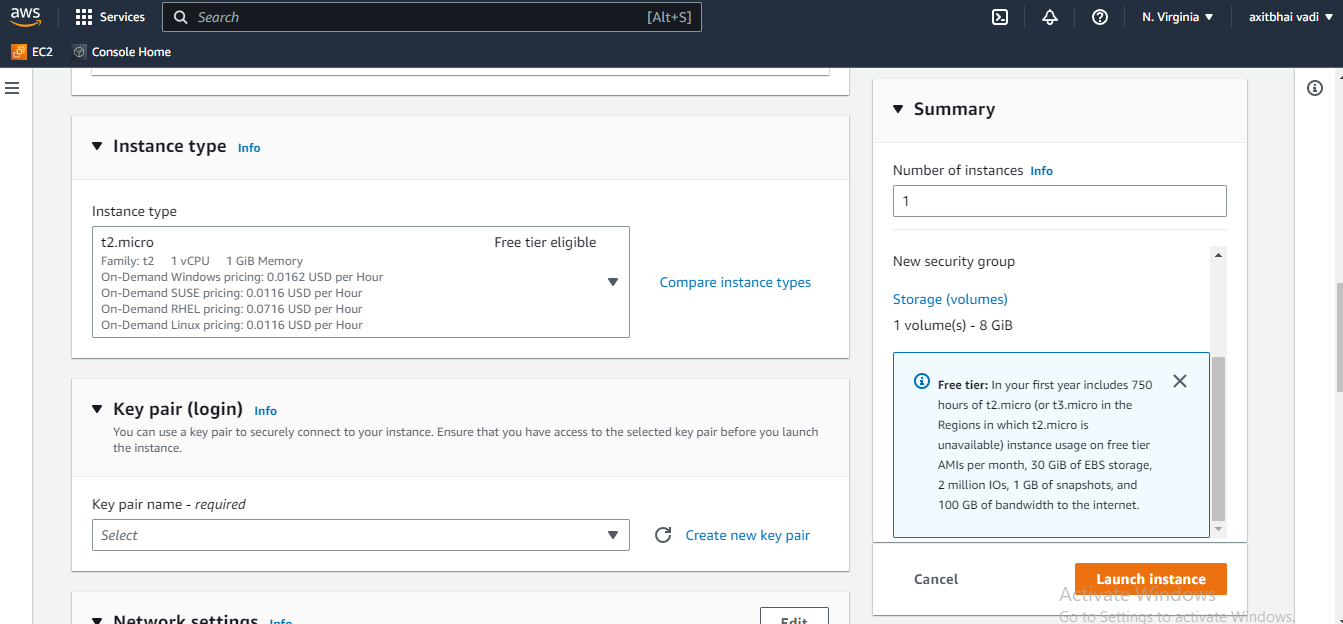 aws
Services
Search [Alt+S]
N. Virginia
axitbhai vadi
EC2
Console Home
Instance type Info
Instance type
t2.micro Free tier eligible
Family: t2 1 vCPU 1 GiB Memory
On-Demand Windows pricing: 0.0162 USD per Hour
On-Demand SUSE pricing: 0.0116 USD per Hour
On-Demand RHEL pricing: 0.0716 USD per Hour
On-Demand Linux pricing: 0.0116 USD per Hour
Compare instance types
Key pair (login) Info
You can use a key pair to securely connect to your instance. Ensure that you have access to the selected key pair before you launch
the instance.
Key pair name - required
Select
Create new key pair
Network settings Info
Edit
Summary
Number of instances Info
1
New security group
Storage (volumes)
1 volume(s) - 8 GiB
Free tier: In your first year includes 750
hours of t2.micro (or t3.micro in the
Regions in which t2.micro is
unavailable) instance usage on free tier
AMIs per month, 30 GiB of EBS storage,
2 million IOs, 1 GB of snapshots, and
100 GB of bandwidth to the internet.
Cancel
Launch instance
Activate Windows
Go to Settings to activate Windows.